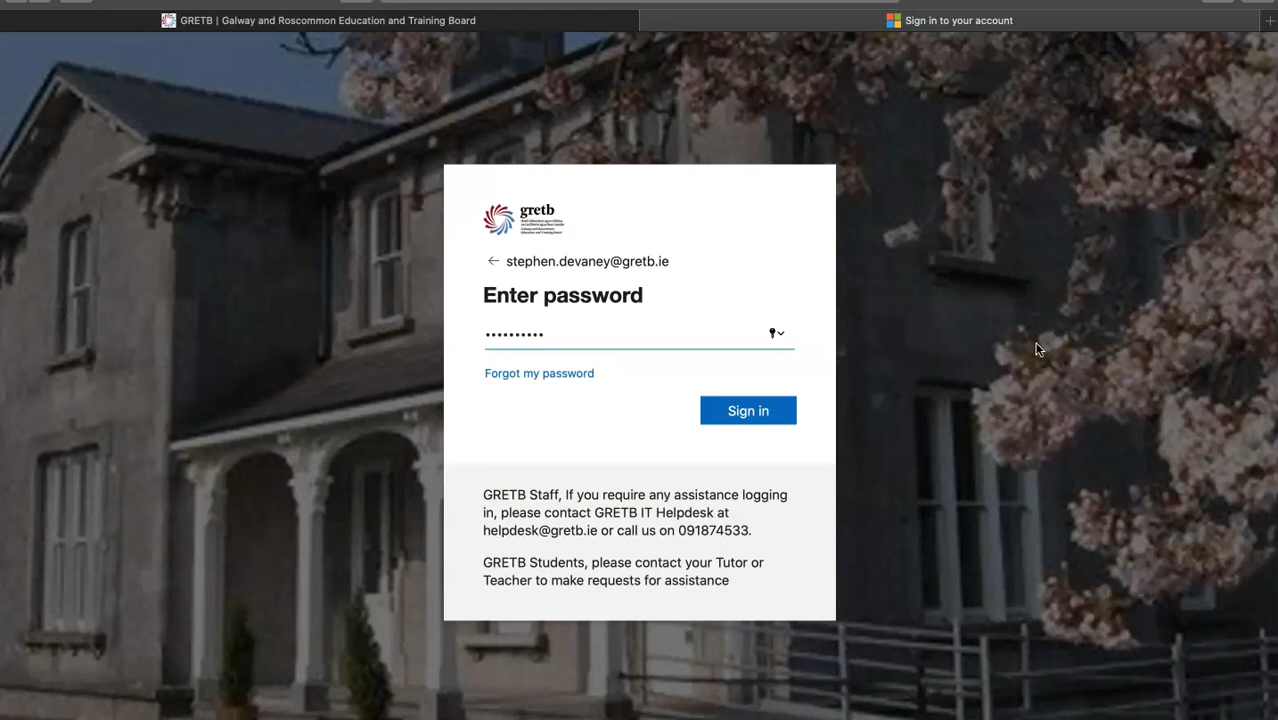 GRETB | Galway and Roscommon Education and Training Board
Sign in to your account
gretb
stephen.devaney@gretb.ie
Enter password
Forgot my password
Sign in
GRETB Staff, If you require any assistance logging
in, please contact GRETB IT Helpdesk at
helpdesk@gretb.ie or call us on 091874533.
GRETB Students, please contact your Tutor or
Teacher to make requests for assistance